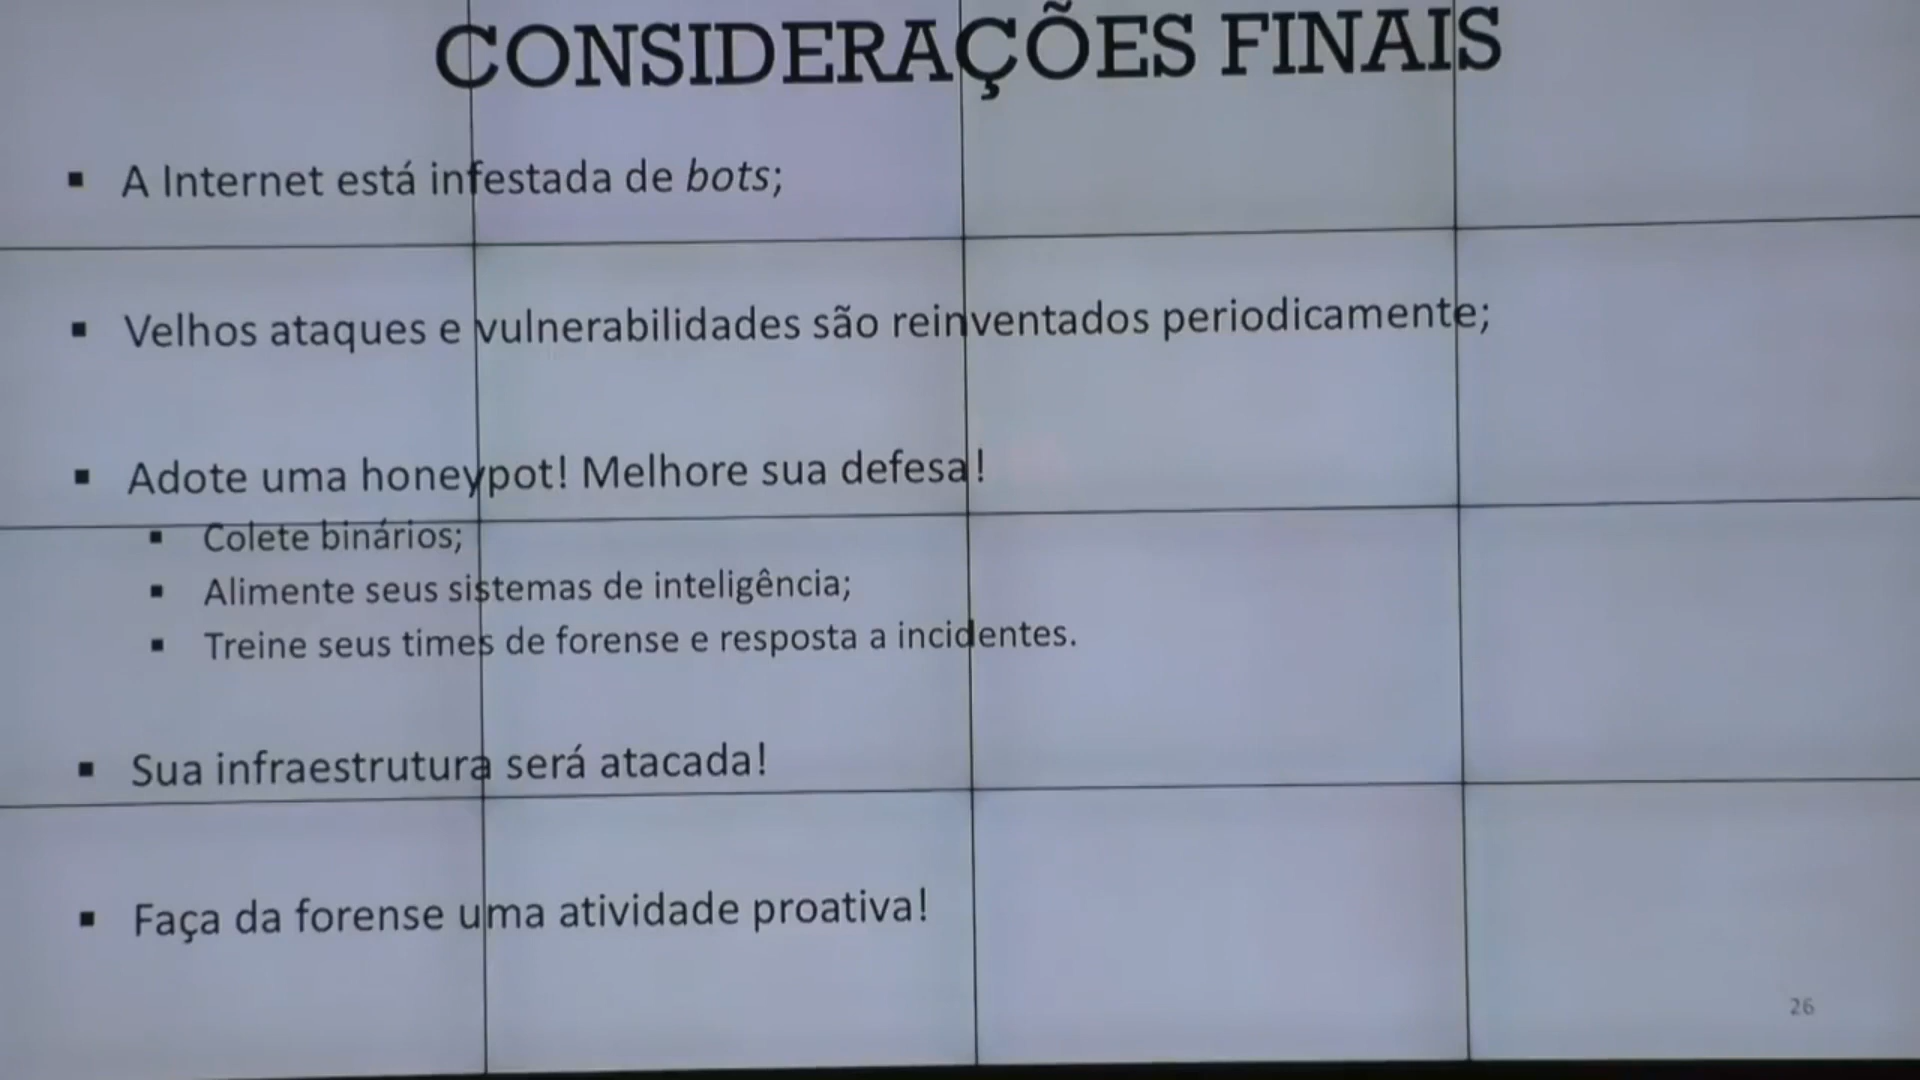 CONSIDERAÇÕES FINAIS
▪ A Internet está infestada de bots;
▪ Velhos ataques e vulnerabilidades são reinventados periodicamente;
▪ Adote uma honeypot! Melhore sua defesa!
▪ Colete binários;
▪ Alimente seus sistemas de inteligência;
▪ Treine seus times de forense e resposta a incidentes.
▪ Sua infraestrutura será atacada!
▪ Faça da forense uma atividade proativa!
26